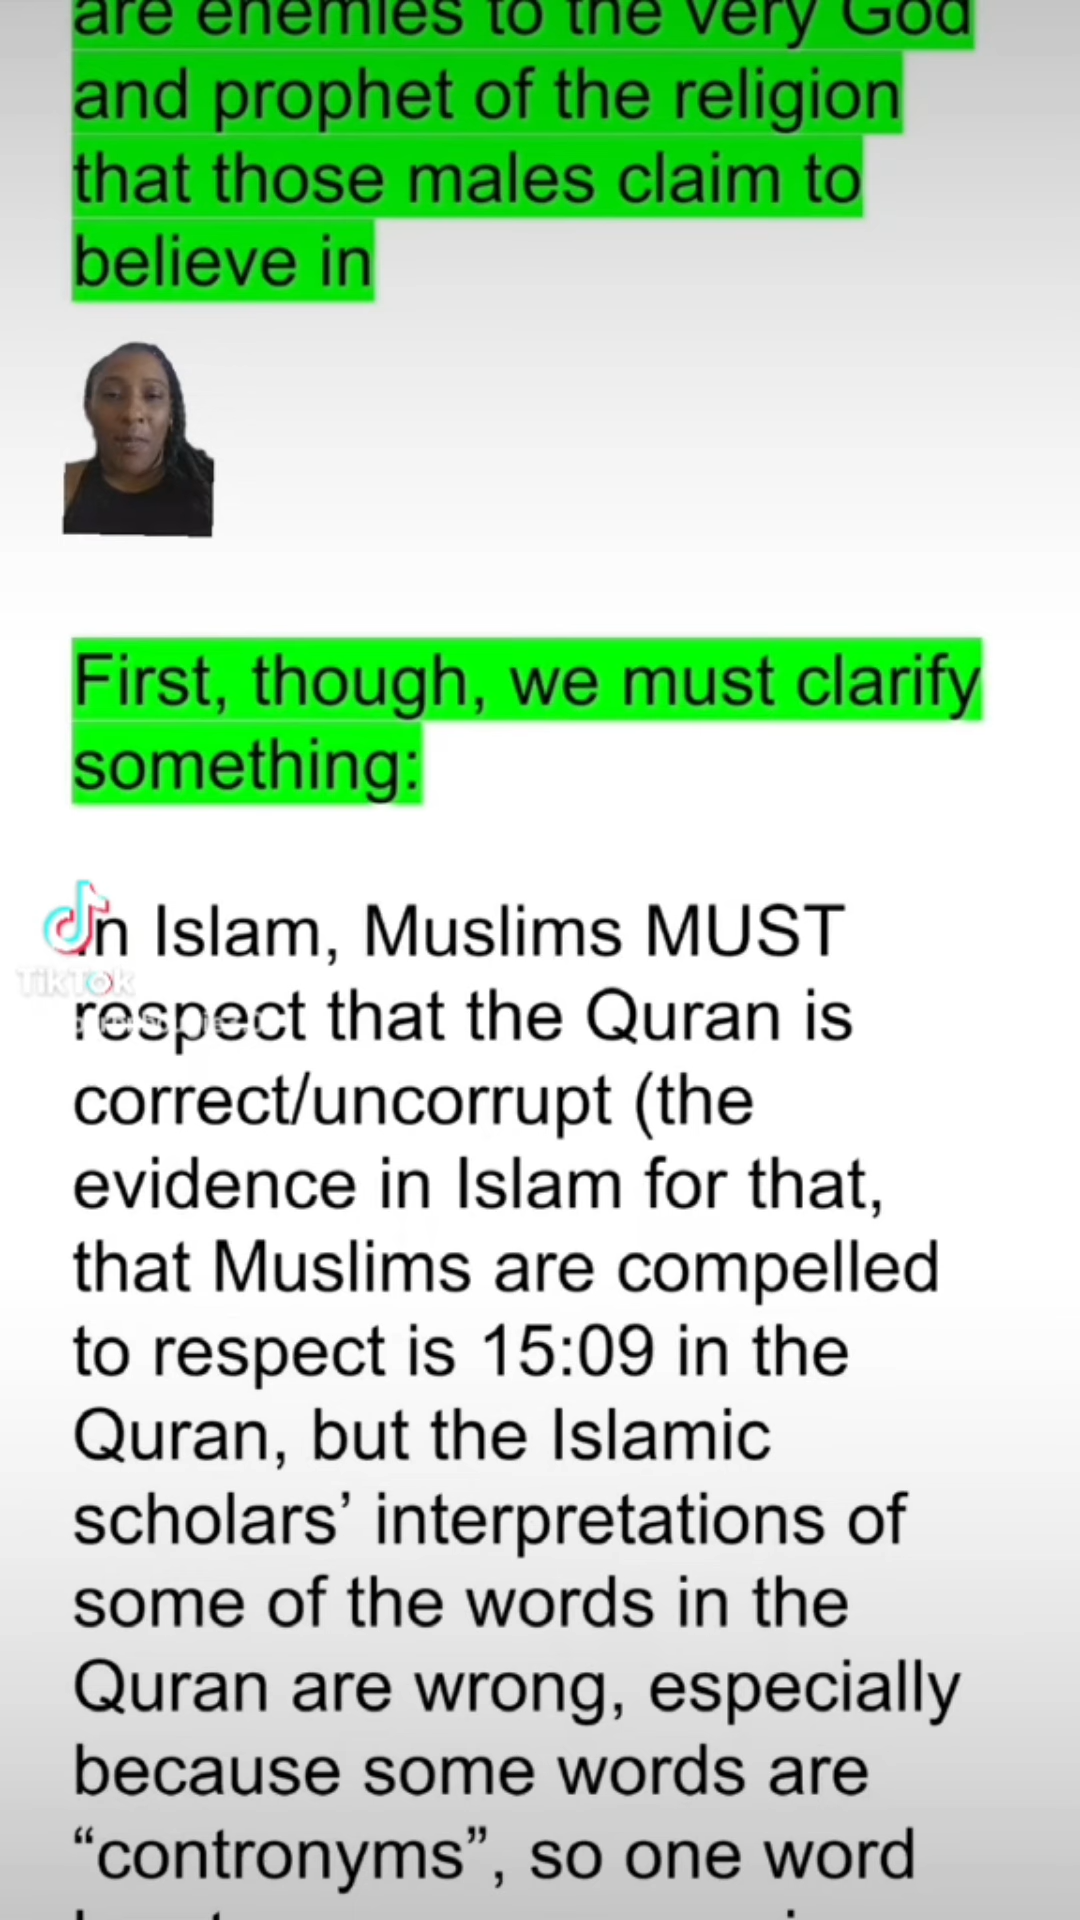 are enemies to the very God
and prophet of the religion
that those males claim to
believe in
First, though, we must clarify
something:
In Islam, Muslims MUST
TikTok
respect that the Quran is
correct/uncorrupt (the
evidence in Islam for that,
that Muslims are compelled
to respect is 15:09 in the
Quran, but the Islamic
scholars’ interpretations of
some of the words in the
Quran are wrong, especially
because some words are
“contronyms”, so one word